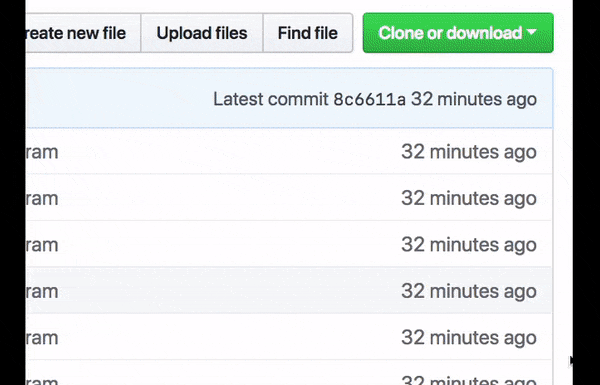 reate new file Upload files Find file Clone or download
Latest commit 8c6611a 32 minutes ago
ram 32 minutes ago
ram 32 minutes ago
ram 32 minutes ago
ram 32 minutes ago
ram 32 minutes ago
ram 32 minutes ago